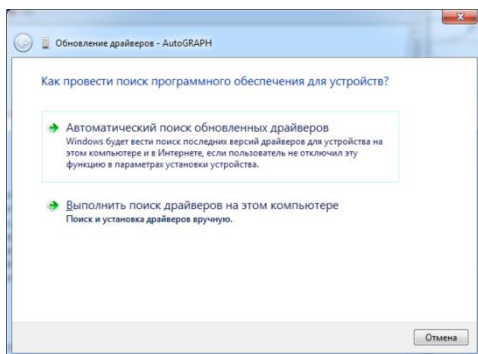 Обновление драйверов - AutoGRAPH
Как провести поиск программного обеспечения для устройств?
Автоматический поиск обновленных драйверов
Windows будет вести поиск последних версий драйверов для устройства на
этом компьютере и в Интернете, если пользователь не отключил эту
функцию в параметрах установки устройства.
Выполнить поиск драйверов на этом компьютере
Поиск и установка драйверов вручную.
Отмена